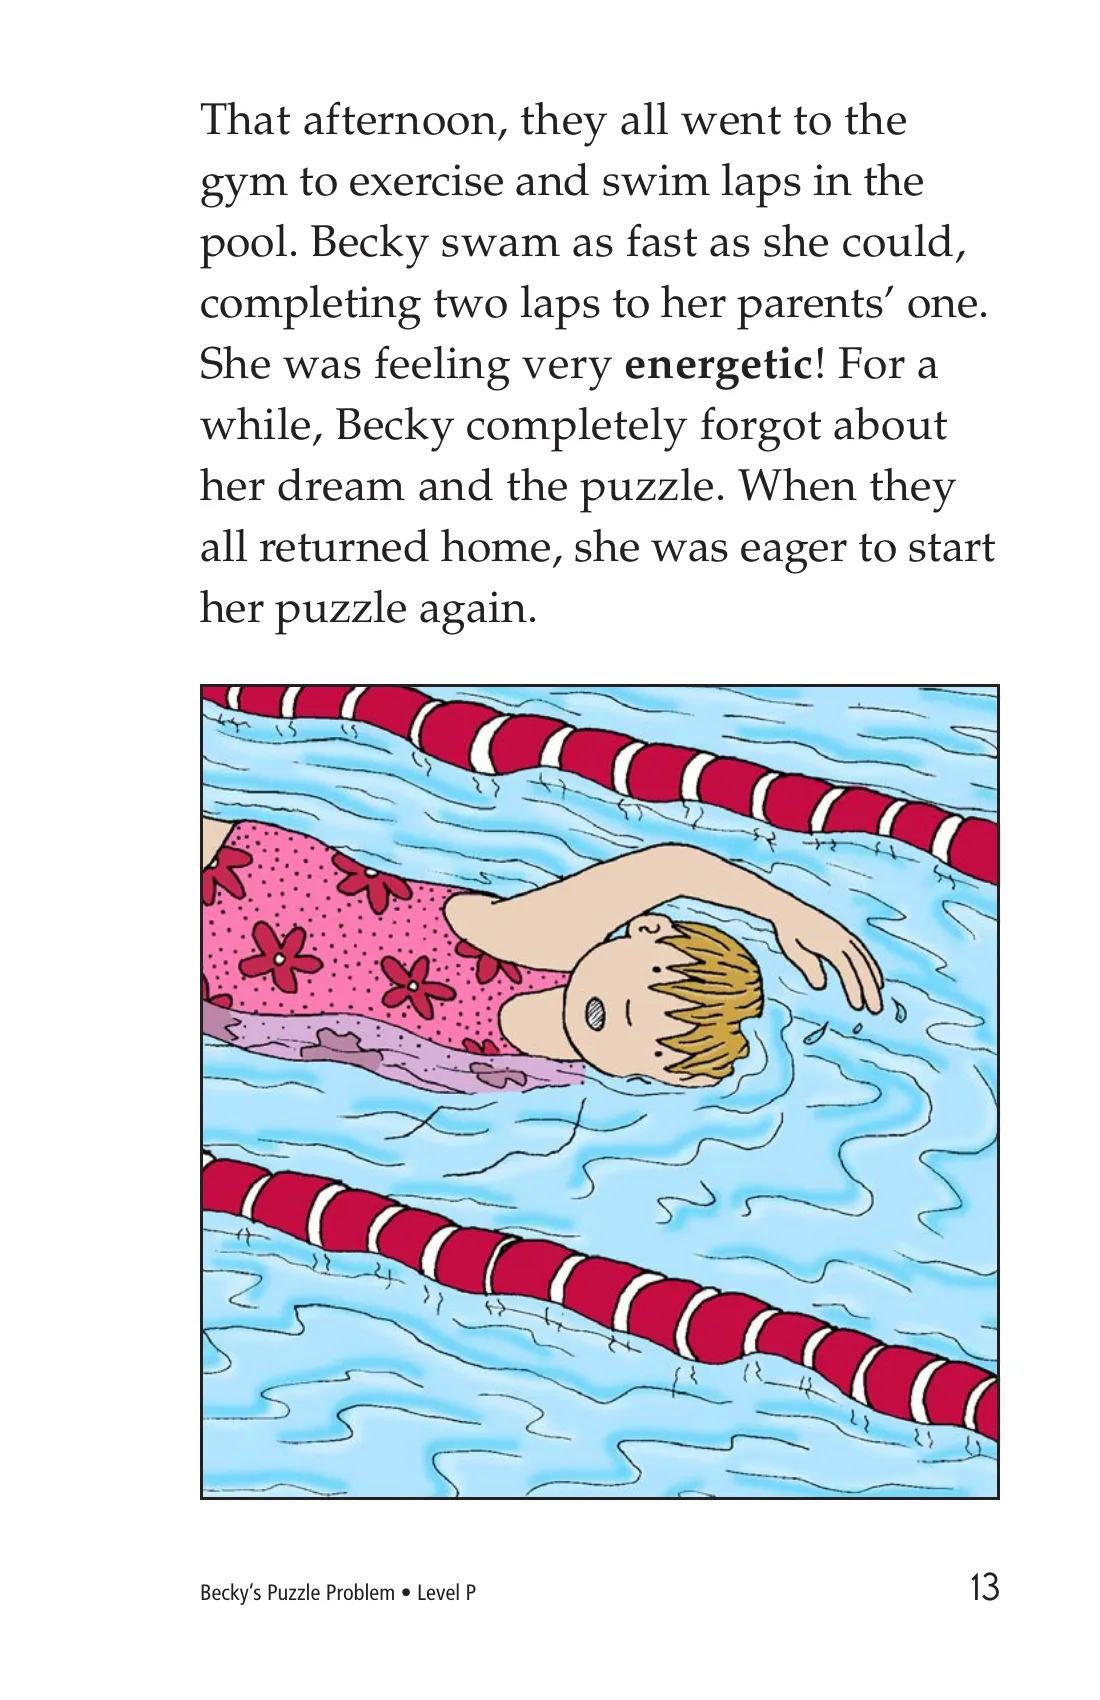 That afternoon, they all went to the
gym to exercise and swim laps in the
pool. Becky swam as fast as she could,
completing two laps to her parents’ one.
She was feeling very energetic! For a
while, Becky completely forgot about
her dream and the puzzle. When they
all returned home, she was eager to start
her puzzle again.
Becky’s Puzzle Problem • Level P
13